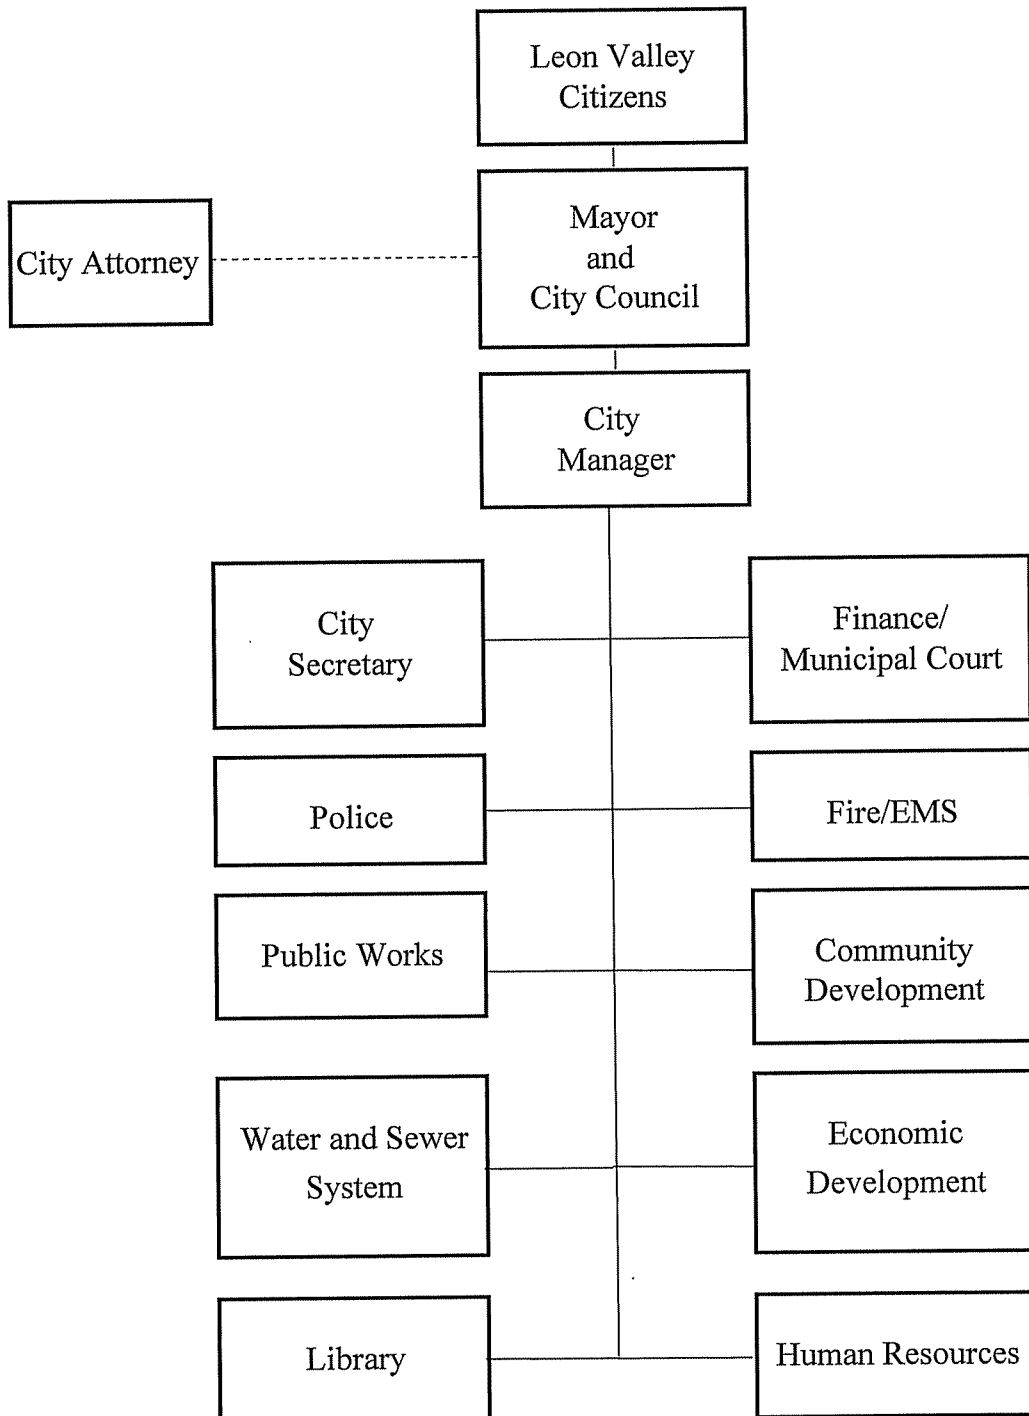 Leon Valley
Citizens
City Attorney
Mayor
and
City Council
City
Manager
City
Secretary
Finance/
Municipal Court
Police
Fire/EMS
Public Works
Community
Development
Water and Sewer
System
Economic
Development
Library
Human Resources